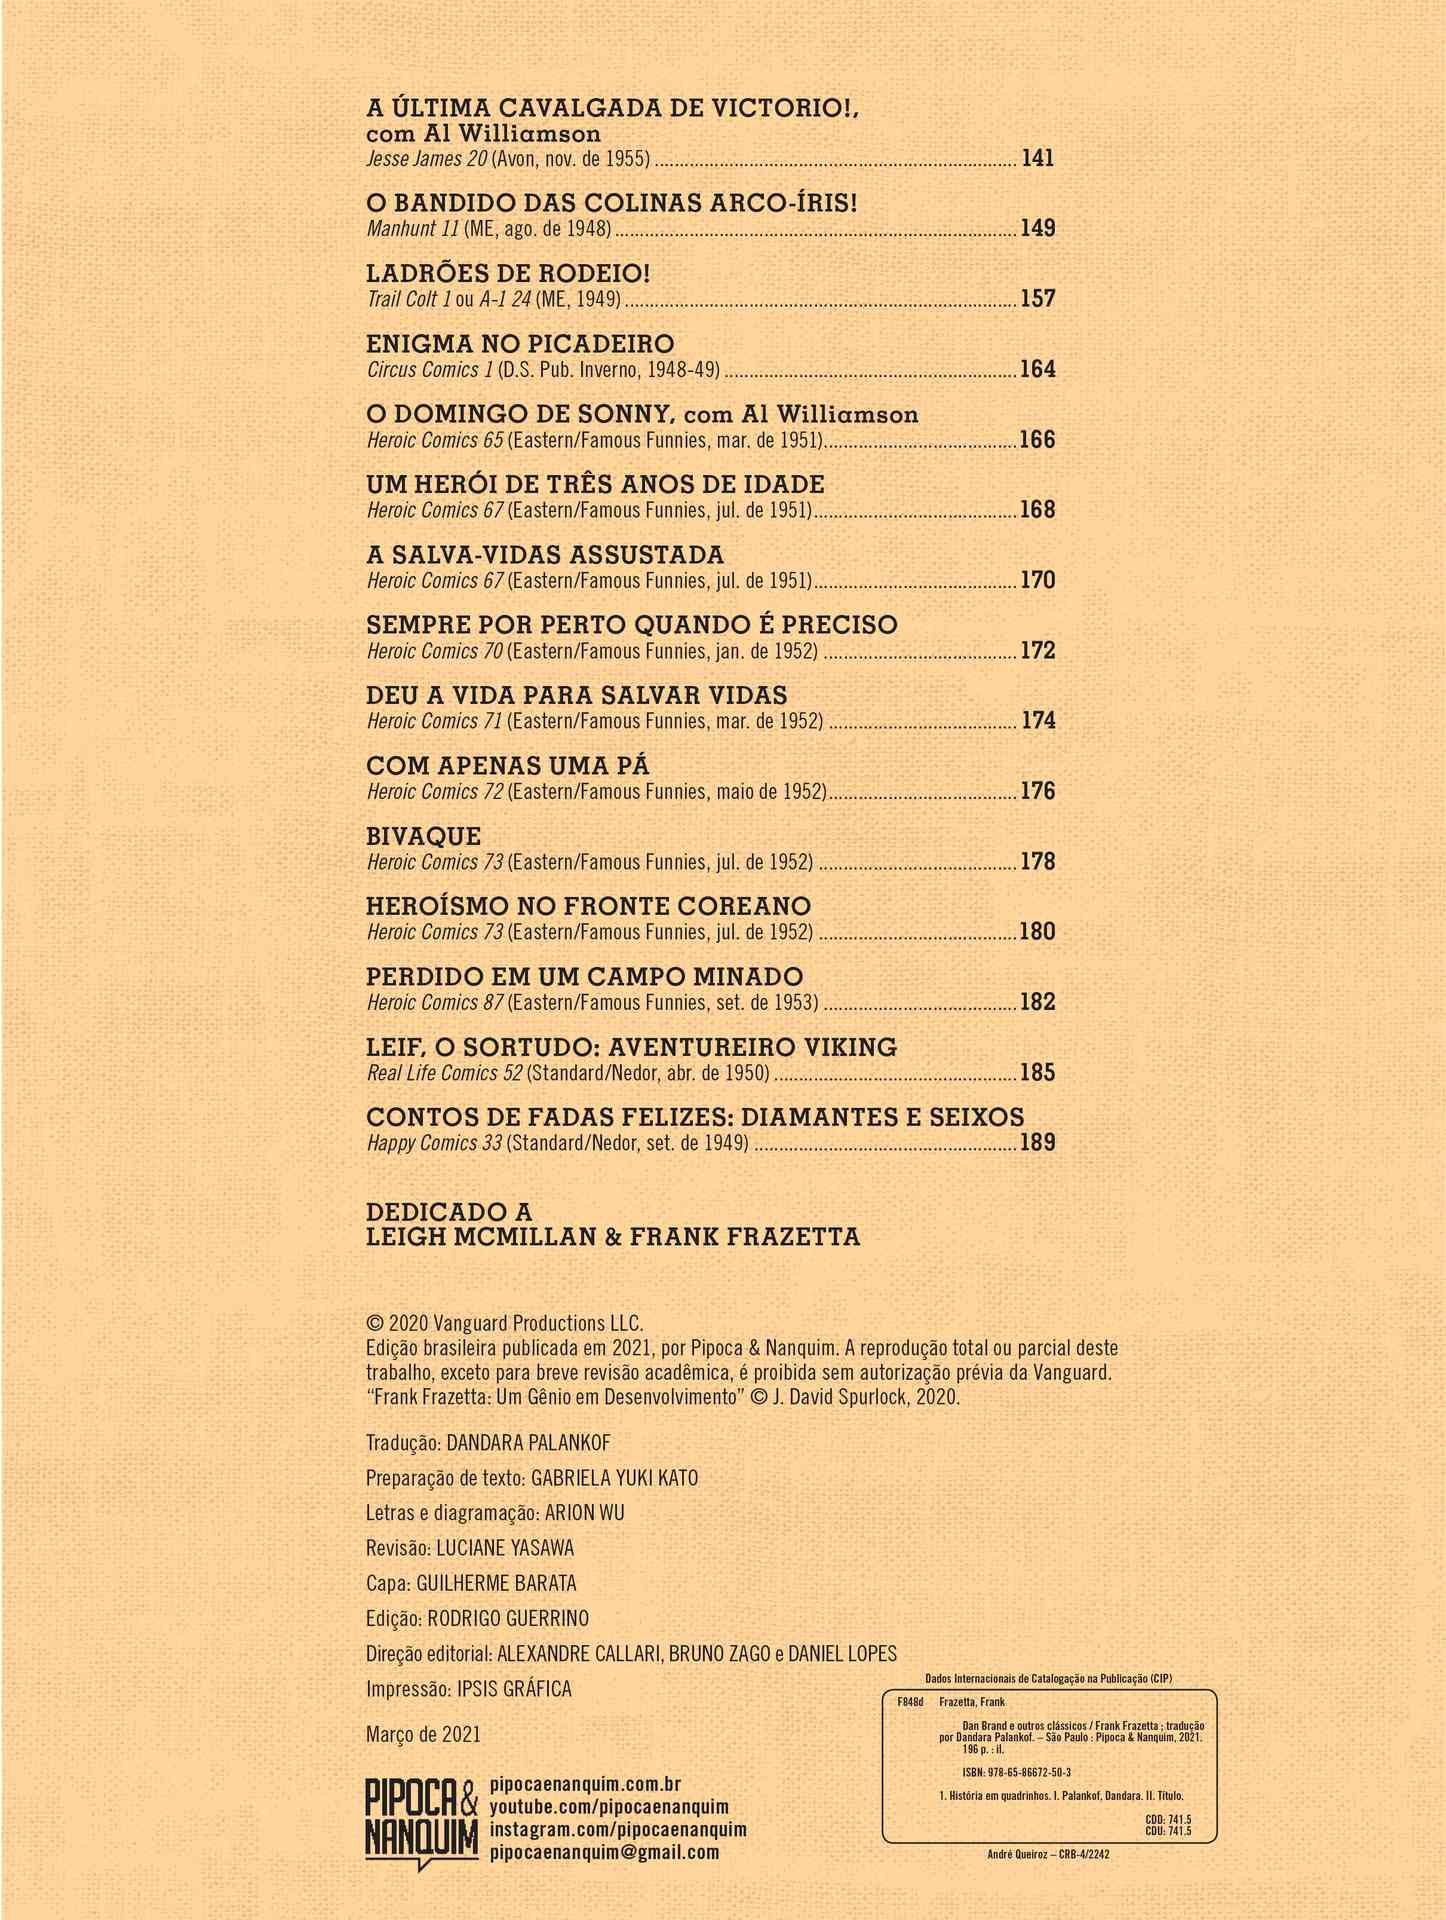 A ÚLTIMA CAVALGADA DE VICTORIO!,
com Al Williamson
Jesse James 20 (Avon, nov. de 1955) ........................................................................ 141
O BANDIDO DAS COLINAS ARCO-ÍRIS!
Manhunt 11 (ME, ago. de 1948) ................................................................................ 149
LADRÕES DE RODEIO!
Trail Colt 1 ou A-1 24 (ME, 1949) .............................................................................. 157
ENIGMA NO PICADEIRO
Circus Comics 1 (D.S. Pub. Inverno, 1948-49) .......................................................... 164
O DOMINGO DE SONNY, com Al Williamson
Heroic Comics 65 (Eastern/Famous Funnies, mar. de 1951)....................................... 166
UM HERÓI DE TRÊS ANOS DE IDADE
Heroic Comics 67 (Eastern/Famous Funnies, jul. de 1951)......................................... 168
A SALVA-VIDAS ASSUSTADA
Heroic Comics 67 (Eastern/Famous Funnies, jul. de 1951)......................................... 170
SEMPRE POR PERTO QUANDO É PRECISO
Heroic Comics 70 (Eastern/Famous Funnies, jan. de 1952) ....................................... 172
DEU A VIDA PARA SALVAR VIDAS
Heroic Comics 71 (Eastern/Famous Funnies, mar. de 1952) ...................................... 174
COM APENAS UMA PÁ
Heroic Comics 72 (Eastern/Famous Funnies, maio de 1952)...................................... 176
BIVAQUE
Heroic Comics 73 (Eastern/Famous Funnies, jul. de 1952) ........................................ 178
HEROÍSMO NO FRONTE COREANO
Heroic Comics 73 (Eastern/Famous Funnies, jul. de 1952) ........................................ 180
PERDIDO EM UM CAMPO MINADO
Heroic Comics 87 (Eastern/Famous Funnies, set. de 1953) ....................................... 182
LEIF, O SORTUDO: AVENTUREIRO VIKING
Real Life Comics 52 (Standard/Nedor, abr. de 1950) ................................................. 185
CONTOS DE FADAS FELIZES: DIAMANTES E SEIXOS
Happy Comics 33 (Standard/Nedor, set. de 1949) ..................................................... 189
DEDICADO A
LEIGH MCMILLAN & FRANK FRAZETTA
© 2020 Vanguard Productions LLC.
Edição brasileira publicada em 2021, por Pipoca & Nanquim. A reprodução total ou parcial deste
trabalho, exceto para breve revisão acadêmica, é proibida sem autorização prévia da Vanguard.
“Frank Frazetta: Um Gênio em Desenvolvimento” © J. David Spurlock, 2020.
Tradução: DANDARA PALANKOF
Preparação de texto: GABRIELA YUKI KATO
Letras e diagramação: ARION WU
Revisão: LUCIANE YASAWA
Capa: GUILHERME BARATA
Edição: RODRIGO GUERRINO
Direção editorial: ALEXANDRE CALLARI, BRUNO ZAGO e DANIEL LOPES
Impressão: IPSIS GRÁFICA
Março de 2021
PIPOCA &
NANQUIM
pipocaenanquim.com.br
youtube.com/pipocaenanquim
instagram.com/pipocaenanquim
pipocaenanquim@gmail.com
Dados Internacionais de Catalogação na Publicação (CIP)
F848d Frazetta, Frank
Dan Brand e outros clássicos / Frank Frazetta ; tradução
por Dandara Palankof. – São Paulo : Pipoca & Nanquim, 2021.
196 p. : il.
ISBN: 978-65-86672-50-3
1. História em quadrinhos. I. Palankof, Dandara. II. Título.
CDD: 741.5
CDU: 741.5
André Queiroz – CRB-4/2242